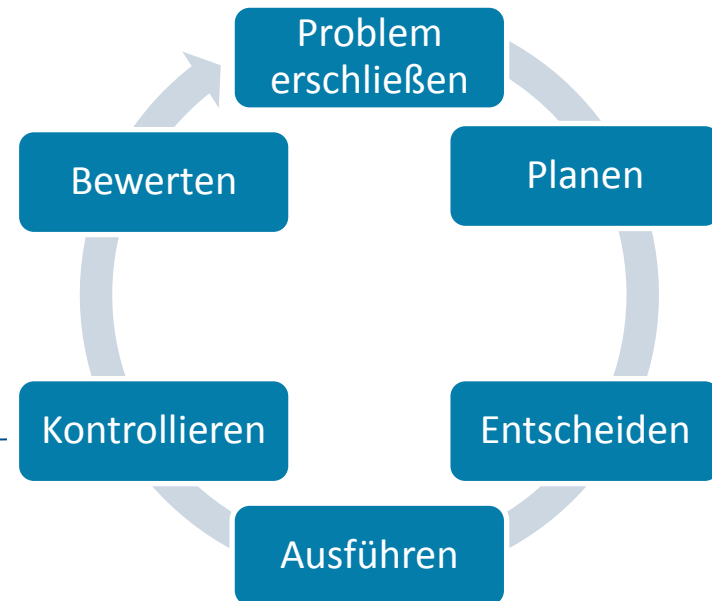 Problem
erschließen
Planen
Entscheiden
Ausführen
Kontrollieren
Bewerten